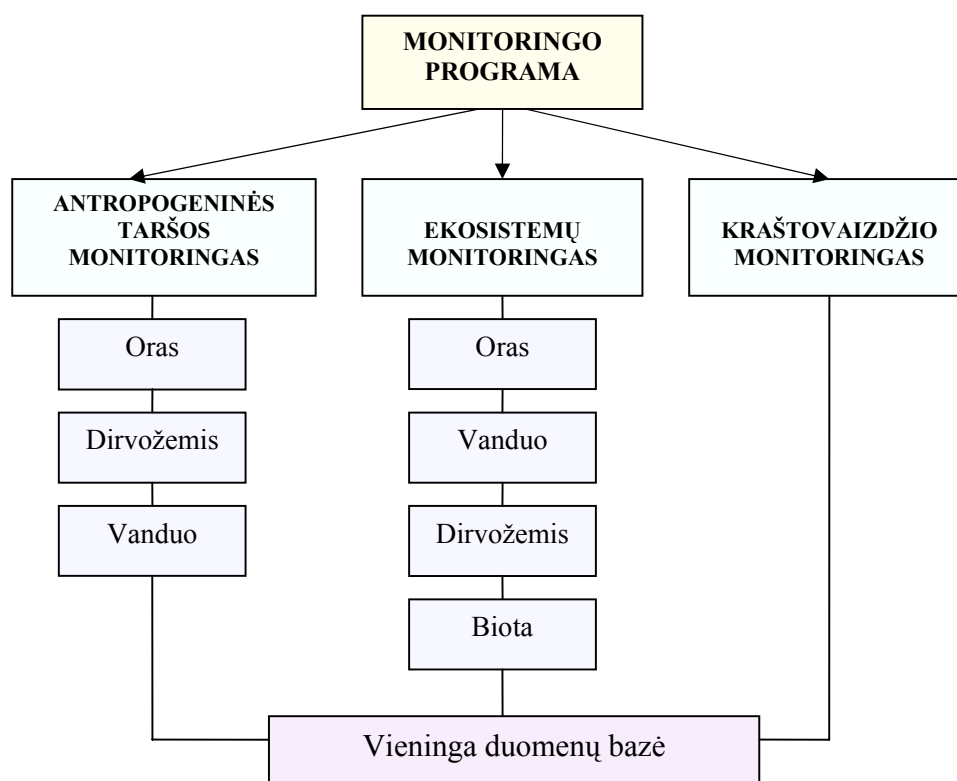 MONITORINGO
PROGRAMA
ANTROPOGENINĖS
TARŠOS
MONITORINGAS
EKOSISTEMŲ
MONITORINGAS
KRAŠTOVAIZDŽIO
MONITORINGAS
Oras
Dirvožemis
Vanduo
Oras
Vanduo
Dirvožemis
Biota
Vieninga duomenų bazė